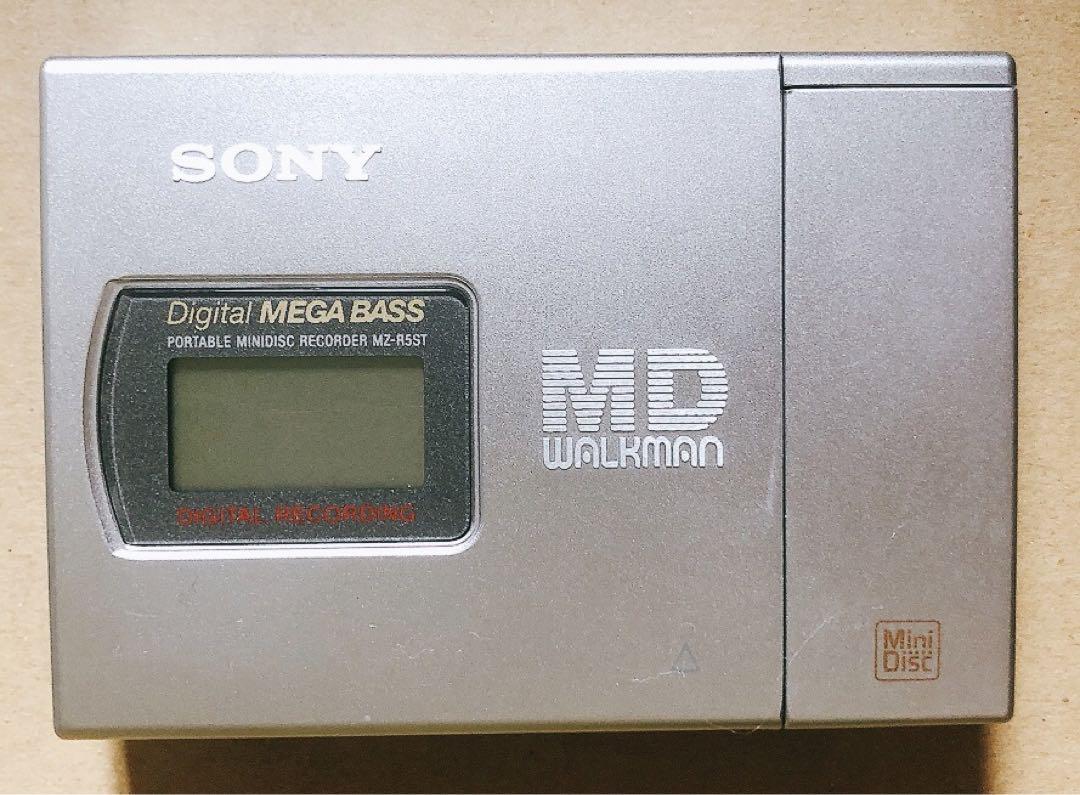 SONY
Digital MEGA BASS
PORTABLE MINIDISC RECORDER MZ-R5ST
DIGITAL RECORDING
MD
WALKMAN
Mini
Disc